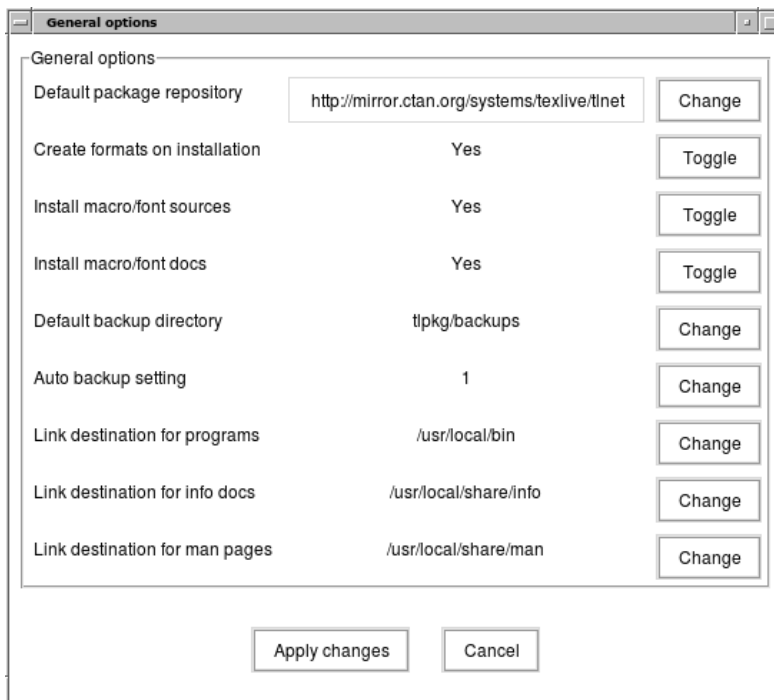 General options
General options
Default package repository http://mirror.ctan.org/systems/texlive/tlnet Change
Create formats on installation Yes Toggle
Install macro/font sources Yes Toggle
Install macro/font docs Yes Toggle
Default backup directory tlpkg/backups Change
Auto backup setting 1 Change
Link destination for programs /usr/local/bin Change
Link destination for info docs /usr/local/share/info Change
Link destination for man pages /usr/local/share/man Change
Apply changes Cancel